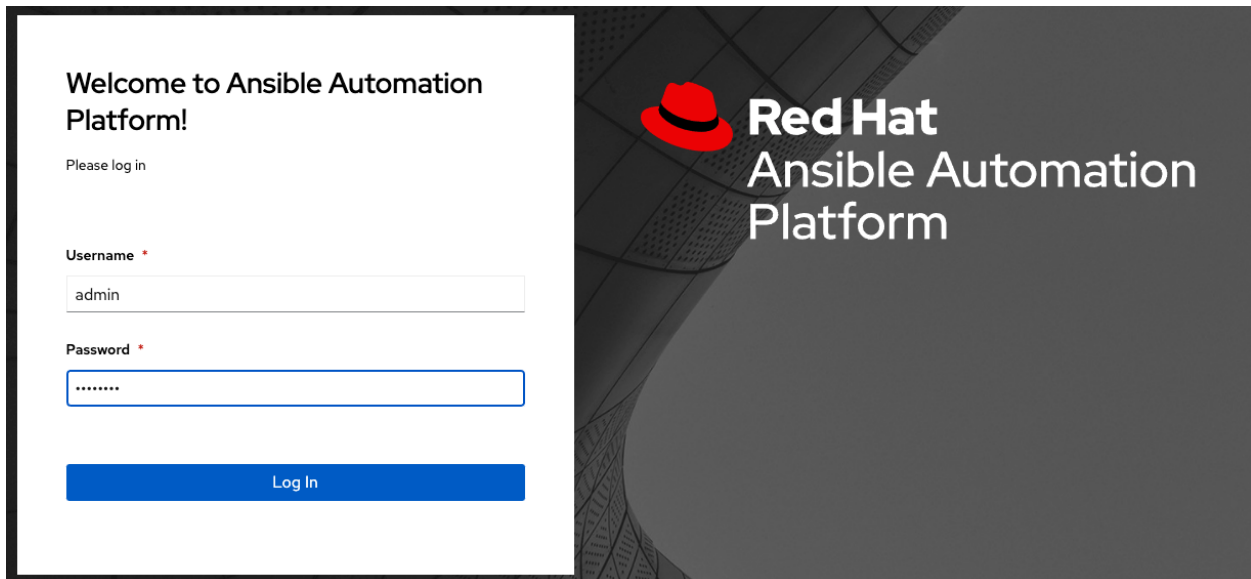 Welcome to Ansible Automation
Platform!
Please log in
Username *
admin
Password *
••••••••
Log In
Red Hat
Ansible Automation
Platform